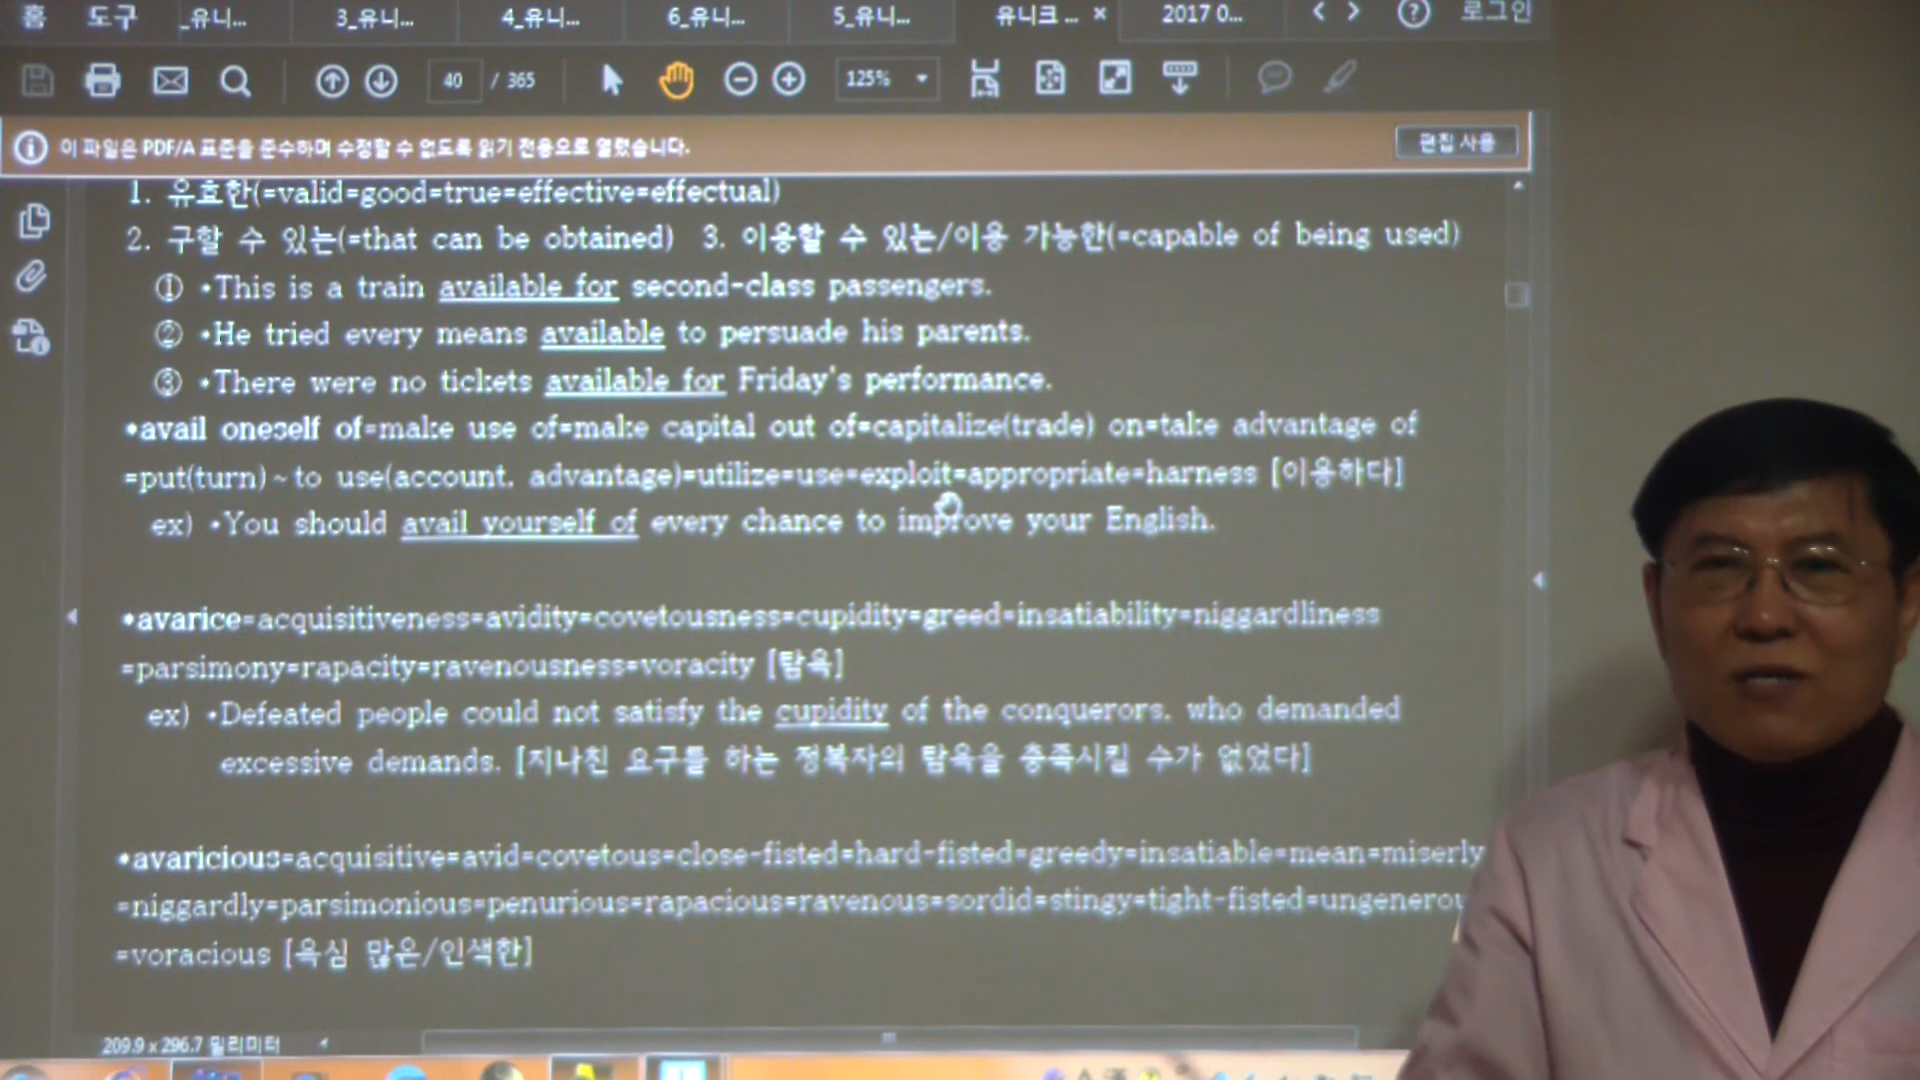 홈 도구 _유니... 3_유니... 4_유니... 6_유니... 5_유니... 유니크 ... × 2017 0... 로그인
40 / 365 125%
이 파일은 PDF/A 표준을 준수하며 수정할 수 없도록 읽기 전용으로 열렸습니다. 편집 사용
1. 유효한(=valid=good=true=effective=effectual)
2. 구할 수 있는(=that can be obtained) 3. 이용할 수 있는/이용 가능한(=capable of being used)
① •This is a train available for second-class passengers.
② •He tried every means available to persuade his parents.
③ •There were no tickets available for Friday's performance.
•avail oneself of=make use of=make capital out of=capitalize(trade) on=take advantage of
=put(turn)~to use(account, advantage)=utilize=use=exploit=appropriate=harness [이용하다]
ex) •You should avail yourself of every chance to improve your English.
•avarice=acquisitiveness=avidity=covetousness=cupidity=greed=insatiability=niggardliness
=parsimony=rapacity=ravenousness=voracity [탐욕]
ex) •Defeated people could not satisfy the cupidity of the conquerors, who demanded
excessive demands. [지나친 요구를 하는 정복자의 탐욕을 충족시킬 수가 없었다]
•avaricious=acquisitive=avid=covetous=close-fisted=hard-fisted=greedy=insatiable=mean=miserly
=niggardly=parsimonious=penurious=rapacious=ravenous=sordid=stingy=tight-fisted=ungenerou
=voracious [욕심 많은/인색한]
209.9 x 296.7 밀리미터